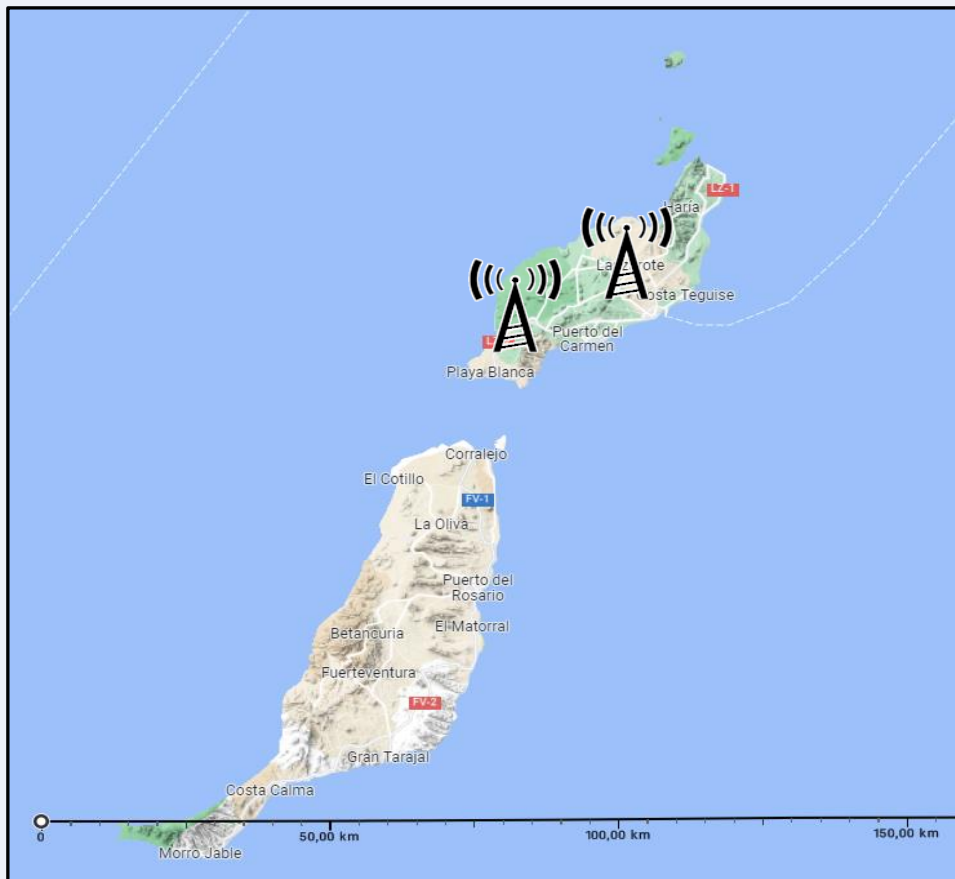 LZ-1
Haría
Lanzarote
Costa Teguise
Puerto del
Carmen
Playa Blanca
Corralejo
El Cotillo
FV-1
La Oliva
Puerto del
Rosario
El Matorral
Betancuria
Fuerteventura
FV-2
Gran Tarajal
Costa Calma
0
50,00 km
100,00 km
150,00 km
Morro Jable